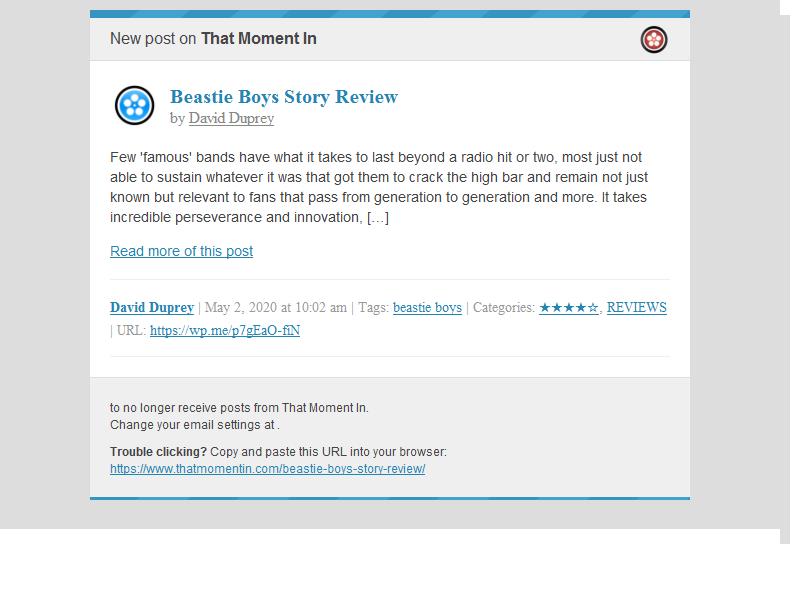 New post on That Moment In
Beastie Boys Story Review
by David Duprey
Few 'famous' bands have what it takes to last beyond a radio hit or two, most just not
able to sustain whatever it was that got them to crack the high bar and remain not just
known but relevant to fans that pass from generation to generation and more. It takes
incredible perseverance and innovation, […]
Read more of this post
David Duprey | May 2, 2020 at 10:02 am | Tags: beastie boys | Categories: ★★★★☆, REVIEWS
| URL: https://wp.me/p7gEaO-fiN
to no longer receive posts from That Moment In.
Change your email settings at .
Trouble clicking? Copy and paste this URL into your browser:
https://www.thatmomentin.com/beastie-boys-story-review/